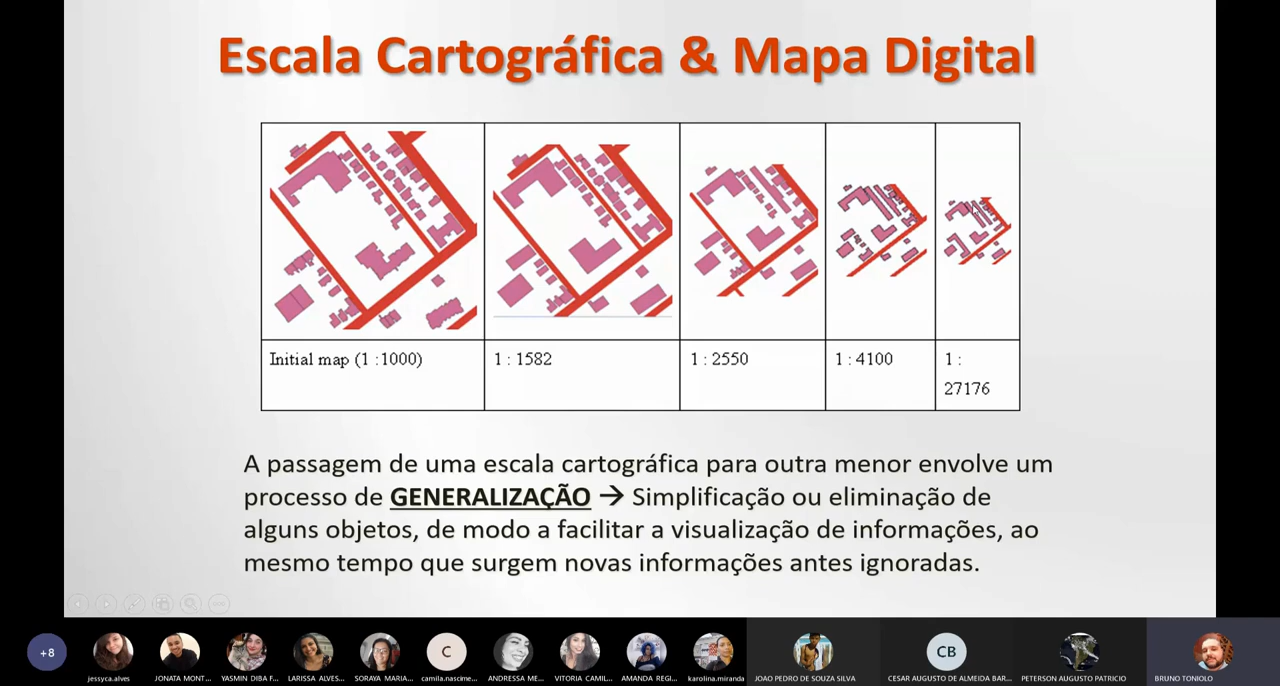 Escala Cartográfica & Mapa Digital
Initial map (1 :1000)
1 : 1582
1 : 2550
1 : 4100
1 :
27176
A passagem de uma escala cartográfica para outra menor envolve um
processo de GENERALIZAÇÃO → Simplificação ou eliminação de
alguns objetos, de modo a facilitar a visualização de informações, ao
mesmo tempo que surgem novas informações antes ignoradas.
+8
C
CB
jessyca.alves
JONATA MONT...
YASMIN DIBA F...
LARISSA ALVES...
SORAYA MARIA...
camila.nascime...
ANDRESSA ME...
VITORIA CAMIL...
AMANDA REGI...
karolina.miranda
JOAO PEDRO DE SOUZA SILVA
CESAR AUGUSTO DE ALMEIDA BAR...
PETERSON AUGUSTO PATRICIO
BRUNO TONIOLO